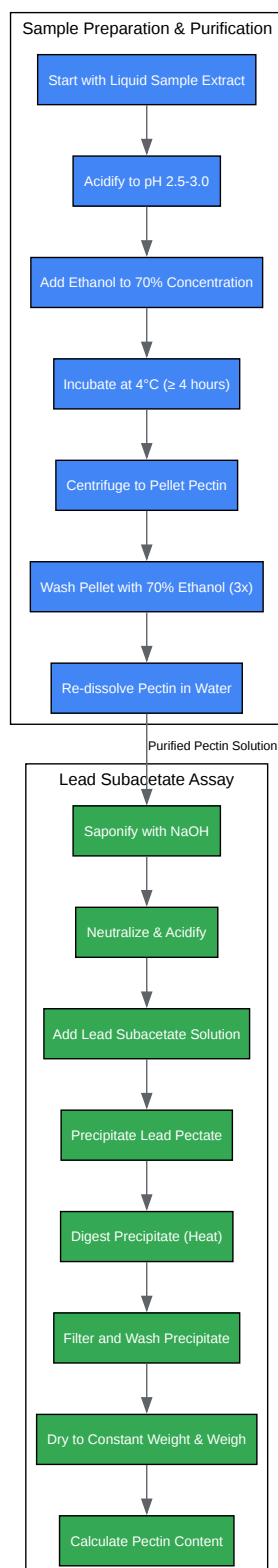 Sample Preparation & Purification
Start with Liquid Sample Extract
Acidify to pH 2.5-3.0
Add Ethanol to 70% Concentration
Incubate at 4°C (≥ 4 hours)
Centrifuge to Pellet Pectin
Wash Pellet with 70% Ethanol (3x)
Re-dissolve Pectin in Water
Purified Pectin Solution
Lead Subacetate Assay
Saponify with NaOH
Neutralize & Acidify
Add Lead Subacetate Solution
Precipitate Lead Pectate
Digest Precipitate (Heat)
Filter and Wash Precipitate
Dry to Constant Weight & Weigh
Calculate Pectin Content